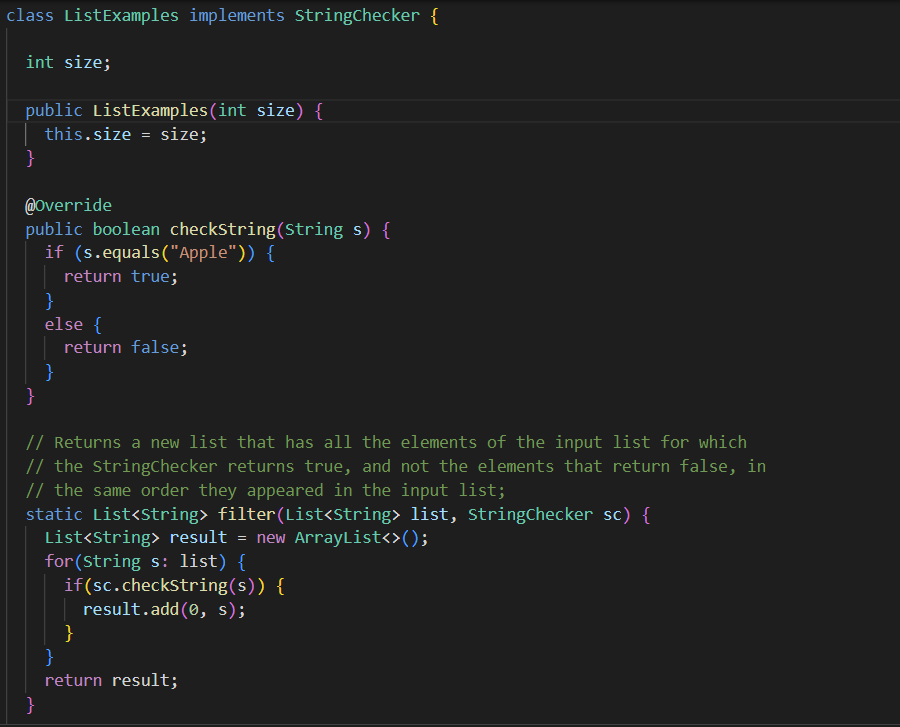 class ListExamples implements StringChecker {
int size;
public ListExamples(int size) {
this.size = size;
}
@Override
public boolean checkString(String s) {
if (s.equals("Apple")) {
return true;
}
else {
return false;
}
}
// Returns a new list that has all the elements of the input list for which
// the StringChecker returns true, and not the elements that return false, in
// the same order they appeared in the input list;
static List<String> filter(List<String> list, StringChecker sc) {
List<String> result = new ArrayList<>();
for(String s: list) {
if(sc.checkString(s)) {
result.add(0, s);
}
}
return result;
}